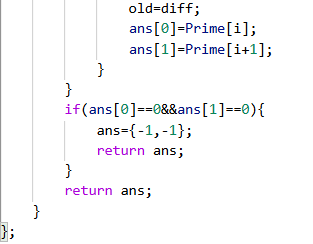 old=diff;
ans[0]=Prime[i];
ans[1]=Prime[i+1];
}
}
if(ans[0]==0&&ans[1]==0){
ans={-1,-1};
return ans;
}
return ans;
}
};